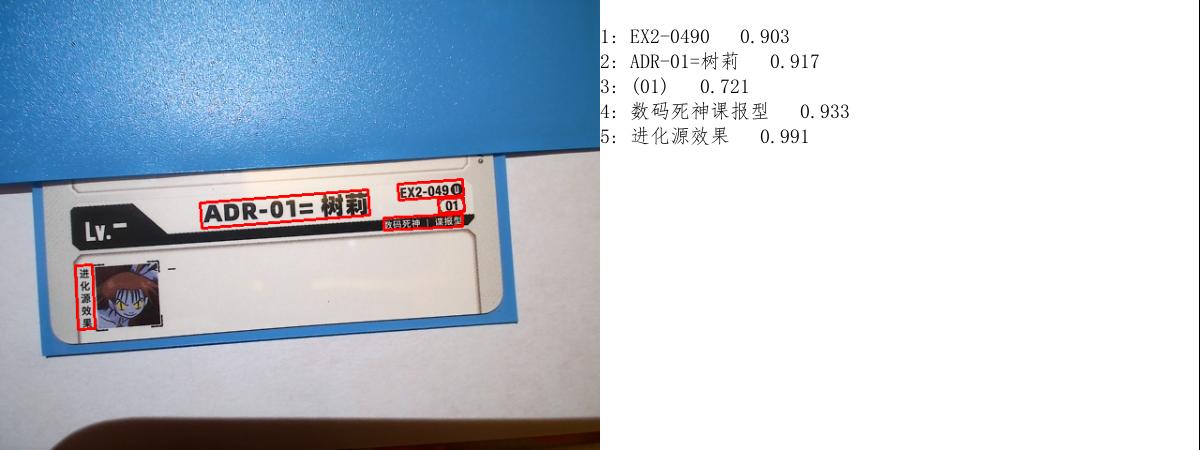 EX2-049 U
ADR-01=树莉
01
Lv.-
数码死神 | 谍报型
进化源效果
-
1: EX2-0490 0.903
2: ADR-01=树莉 0.917
3: (01) 0.721
4: 数码死神谍报型 0.933
5: 进化源效果 0.991